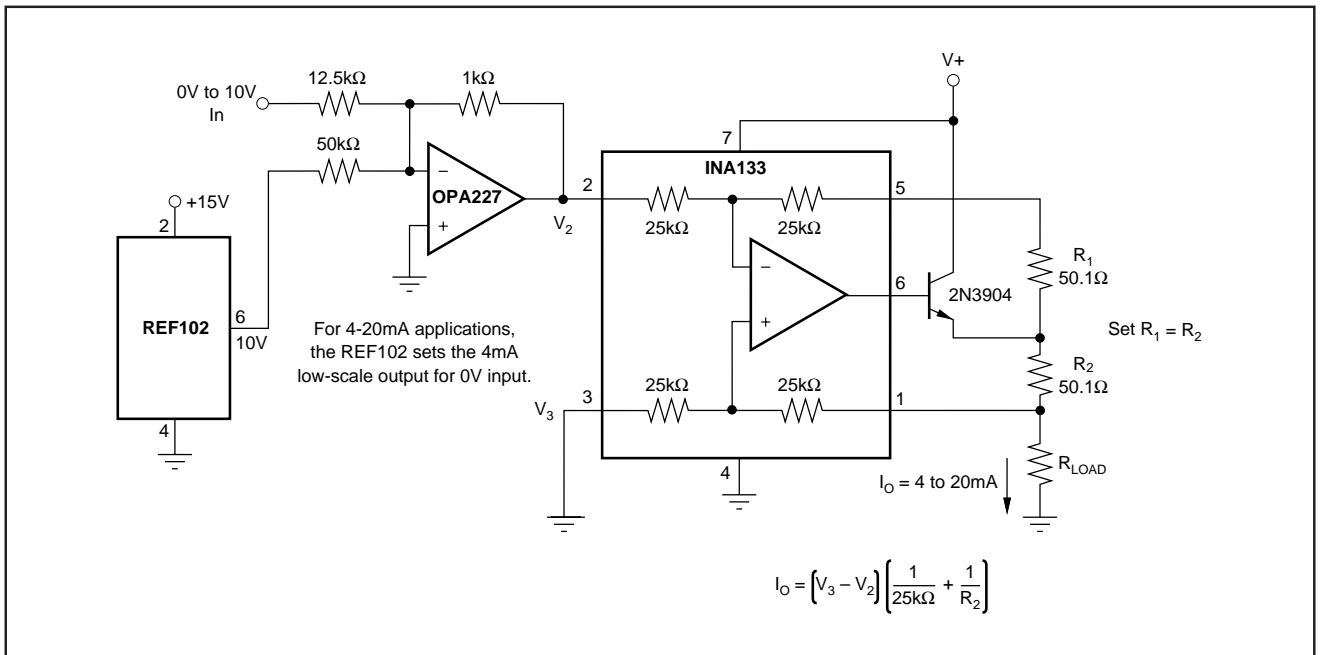 0V to 10V
In
12.5kΩ
1kΩ
50kΩ
OPA227
–
+
V2
+15V
2
REF102
6
10V
4
For 4-20mA applications,
the REF102 sets the 4mA
low-scale output for 0V input.
V+
7
INA133
2
25kΩ
25kΩ
5
–
+
6
2N3904
R1
50.1Ω
Set R1 = R2
R2
50.1Ω
V3
3
25kΩ
25kΩ
1
4
IO = 4 to 20mA
RLOAD
IO = (V3 – V2) (1/25kΩ + 1/R2)